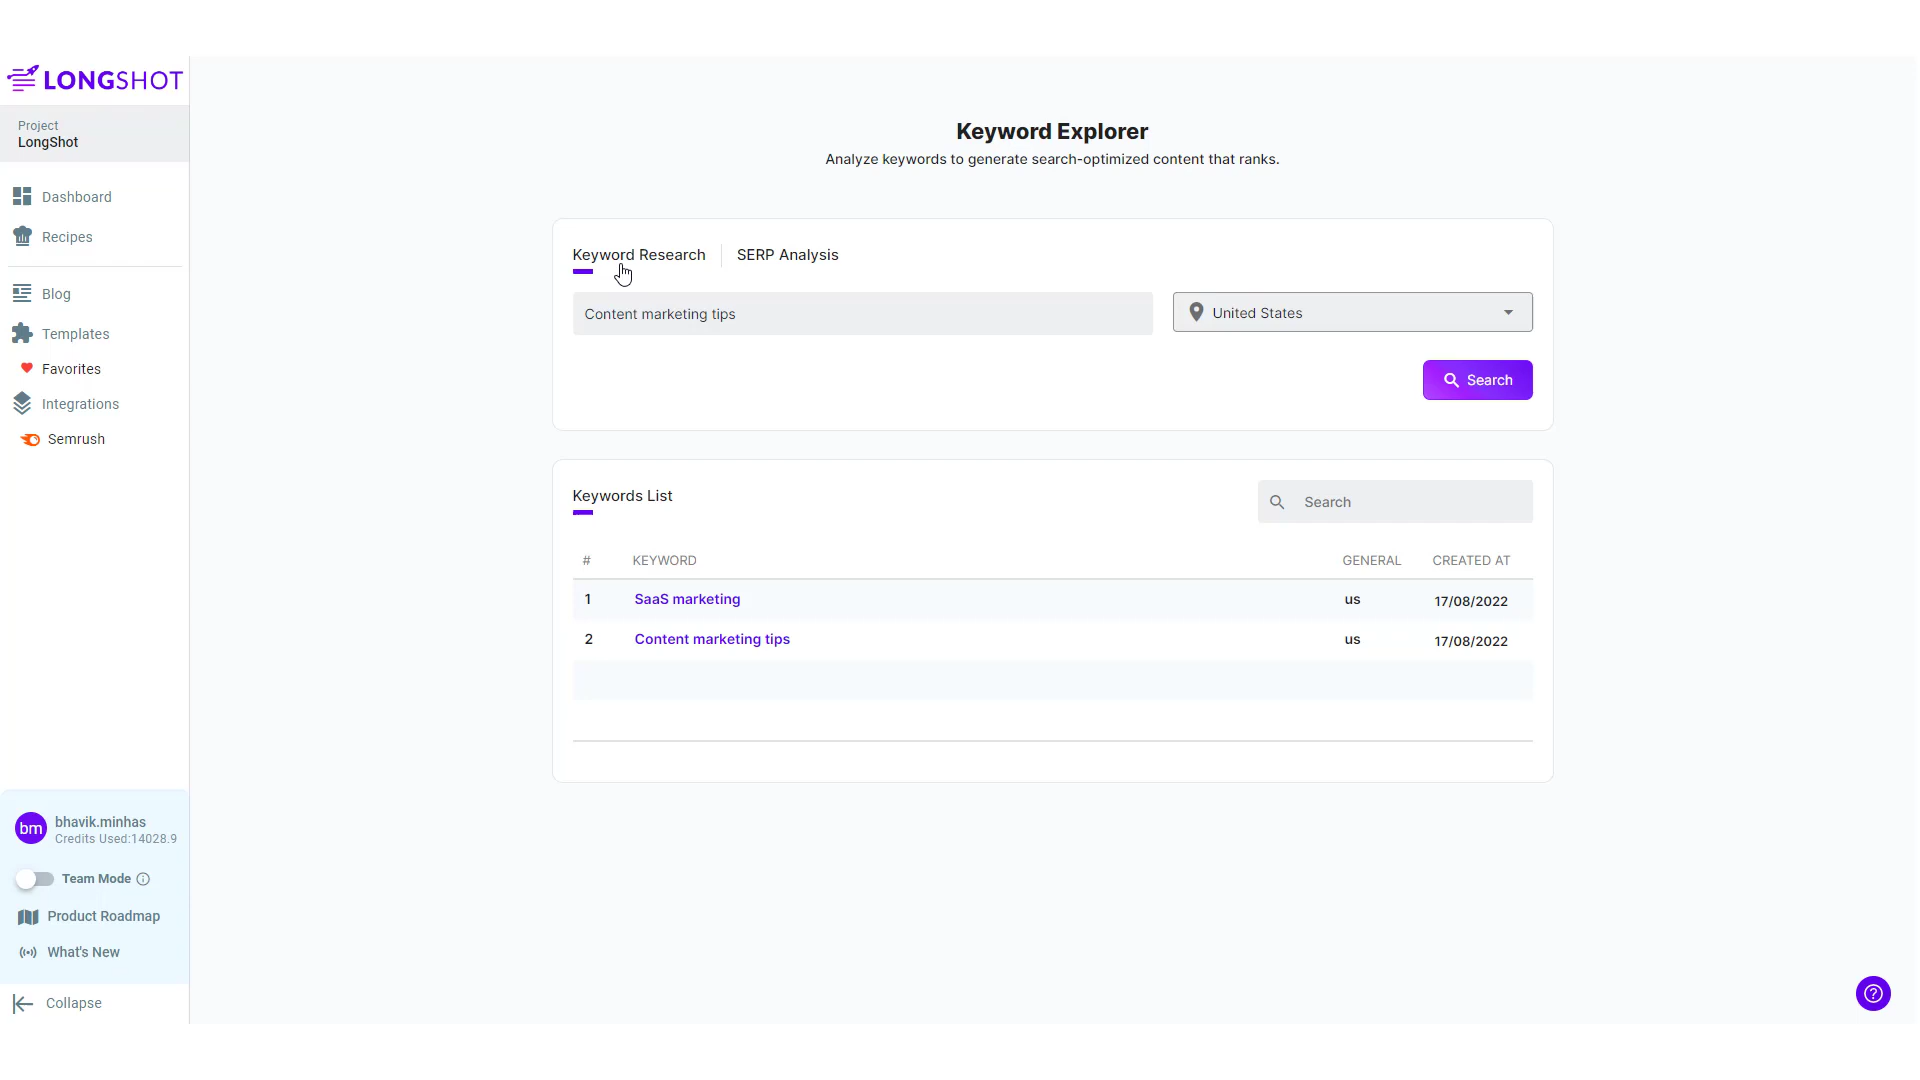 LONGSHOT
Project
LongShot
Dashboard
Recipes
Blog
Templates
Favorites
Integrations
Semrush
bm
bhavik.minhas
Credits Used:14028.9
Team Mode
Product Roadmap
What's New
Collapse
Keyword Explorer
Analyze keywords to generate search-optimized content that ranks.
Keyword Research SERP Analysis
Content marketing tips United States
Search
Keywords List Search
# KEYWORD GENERAL CREATED AT
1 SaaS marketing us 17/08/2022
2 Content marketing tips us 17/08/2022